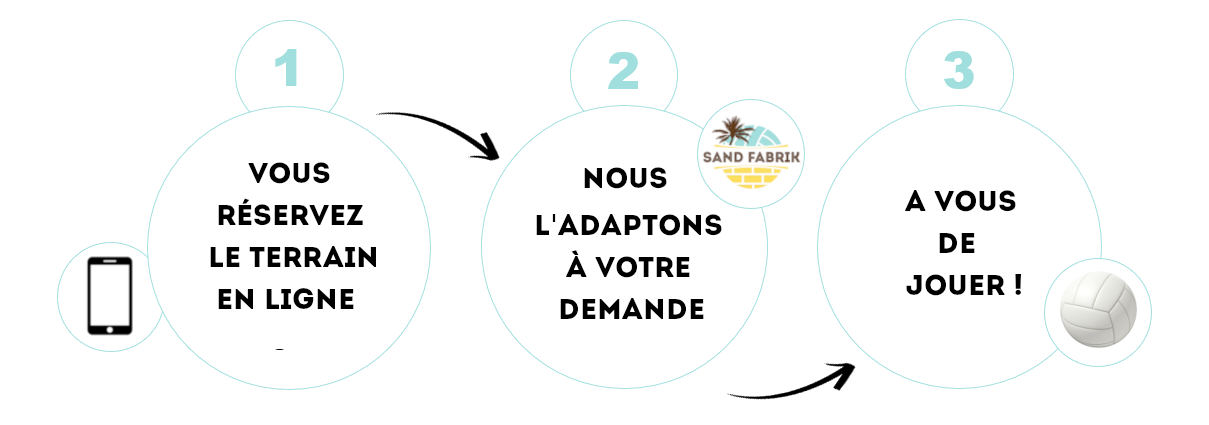 1
VOUS
RÉSERVEZ
LE TERRAIN
EN LIGNE
2
SAND FABRIK
NOUS
L'ADAPTONS
À VOTRE
DEMANDE
3
A VOUS
DE
JOUER !